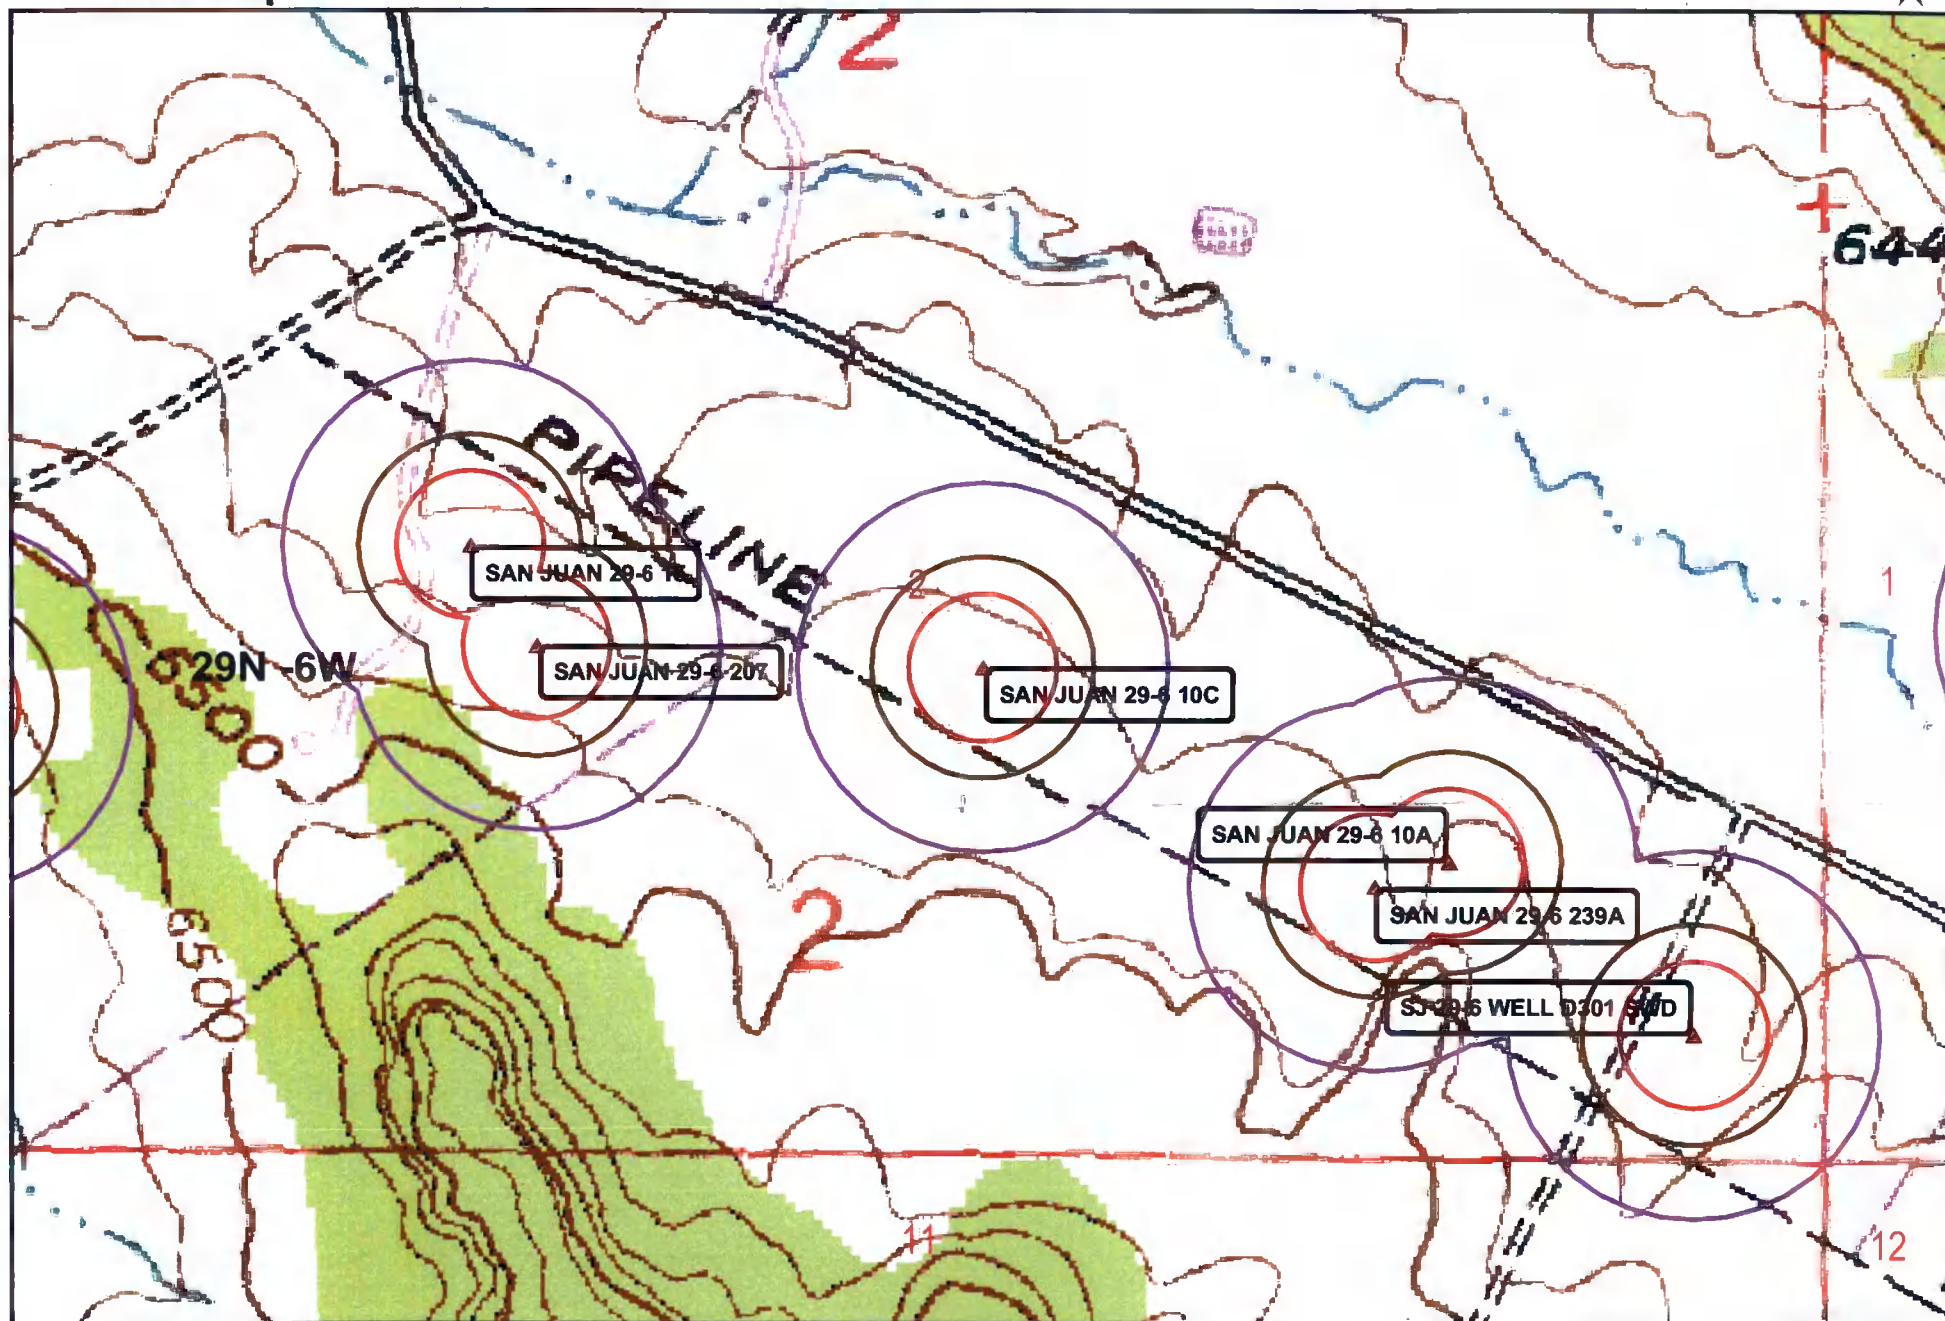 2
644
PIPELINE
SAN JUAN 29-6
2
1
29N -6W
SAN JUAN 29-6 207
6500
SAN JUAN 29-6 10C
SAN JUAN 29-6 10A
2
SAN JUAN 29-6 239A
6500
SJ 29-6 WELL D301 SWD
11
12